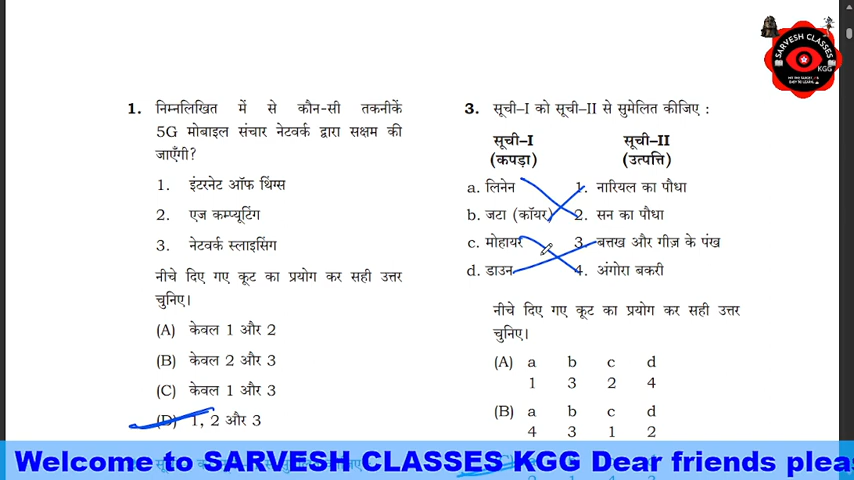 SARVESH CLASSES
KGG
1. निम्नलिखित में से कौन-सी तकनीकें
5G मोबाइल संचार नेटवर्क द्वारा सक्षम की
जाएँगी?
1. इंटरनेट ऑफ थिंग्स
2. एज कम्प्यूटिंग
3. नेटवर्क स्लाइसिंग
नीचे दिए गए कूट का प्रयोग कर सही उत्तर
चुनिए।
(A) केवल 1 और 2
(B) केवल 2 और 3
(C) केवल 1 और 3
(D) 1, 2 और 3
3. सूची–I को सूची–II से सुमेलित कीजिए :
सूची–I सूची–II
(कपड़ा) (उत्पत्ति)
a. लिनेन 1. नारियल का पौधा
b. जटा (कॉयर) 2. सन का पौधा
c. मोहायर 3. बत्तख और गीज़ के पंख
d. डाउन 4. अंगोरा बकरी
नीचे दिए गए कूट का प्रयोग कर सही उत्तर
चुनिए।
(A) a b c d
1 3 2 4
(B) a b c d
4 3 1 2
Welcome to SARVESH CLASSES KGG Dear friends pleas